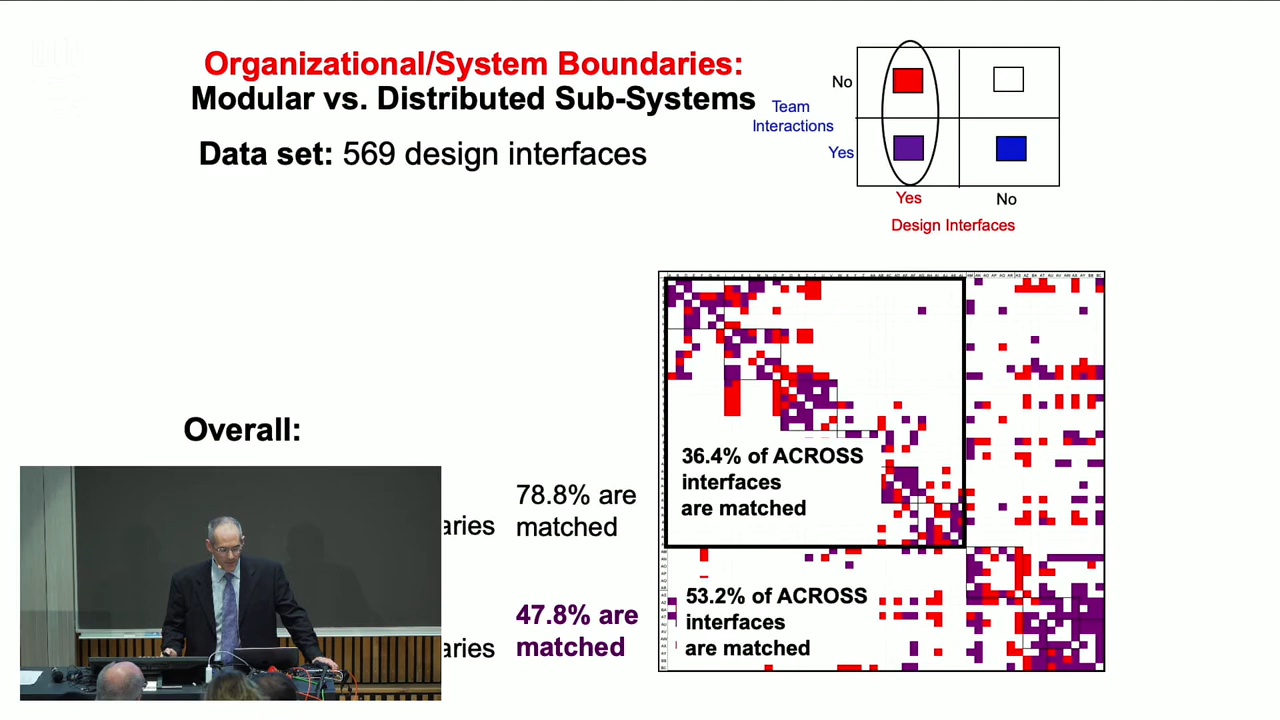 Organizational/System Boundaries:
Modular vs. Distributed Sub-Systems
Data set: 569 design interfaces
No
Team
Interactions
Yes
Yes
No
Design Interfaces
Overall:
36.4% of ACROSS
interfaces
are matched
78.8% are
aries matched
53.2% of ACROSS
interfaces
are matched
47.8% are
aries matched